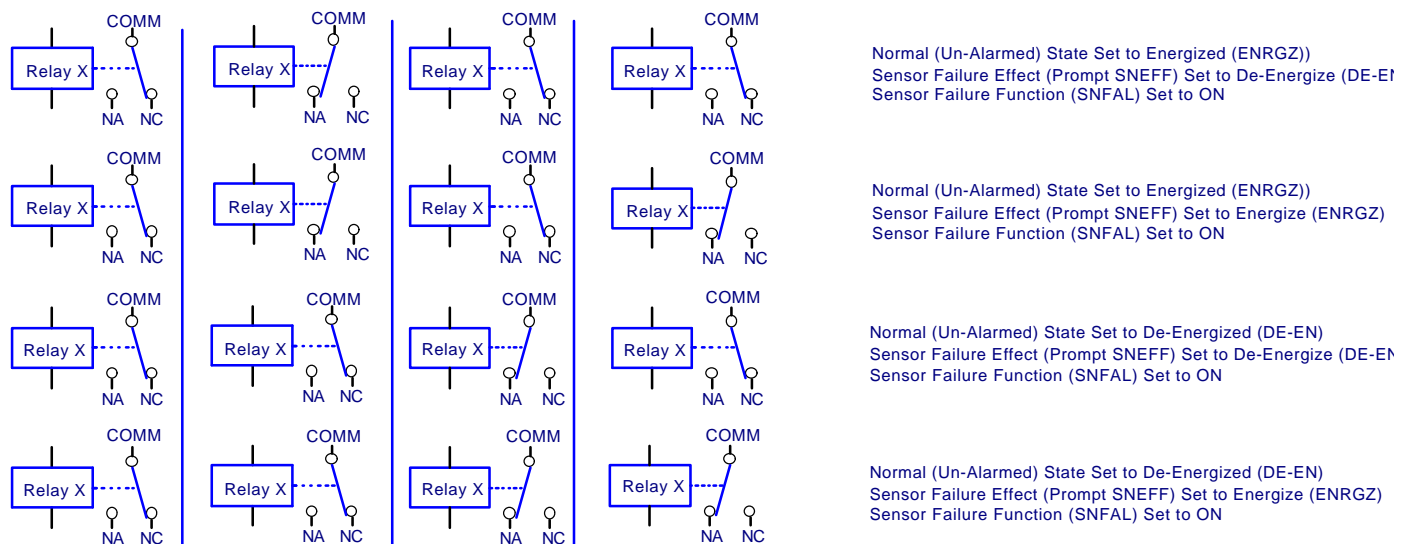 COMM COMM COMM COMM
Relay X Relay X Relay X Relay X
NA NC NA NC NA NC NA NC
Normal (Un-Alarmed) State Set to Energized (ENRGZ))
Sensor Failure Effect (Prompt SNEFF) Set to De-Energize (DE-EN
Sensor Failure Function (SNFAL) Set to ON
COMM COMM COMM COMM
Relay X Relay X Relay X Relay X
NA NC NA NC NA NC NA NC
Normal (Un-Alarmed) State Set to Energized (ENRGZ))
Sensor Failure Effect (Prompt SNEFF) Set to Energize (ENRGZ)
Sensor Failure Function (SNFAL) Set to ON
COMM COMM COMM COMM
Relay X Relay X Relay X Relay X
NA NC NA NC NA NC NA NC
Normal (Un-Alarmed) State Set to De-Energized (DE-EN)
Sensor Failure Effect (Prompt SNEFF) Set to De-Energize (DE-EN
Sensor Failure Function (SNFAL) Set to ON
COMM COMM COMM COMM
Relay X Relay X Relay X Relay X
NA NC NA NC NA NC NA NC
Normal (Un-Alarmed) State Set to De-Energized (DE-EN)
Sensor Failure Effect (Prompt SNEFF) Set to Energize (ENRGZ)
Sensor Failure Function (SNFAL) Set to ON